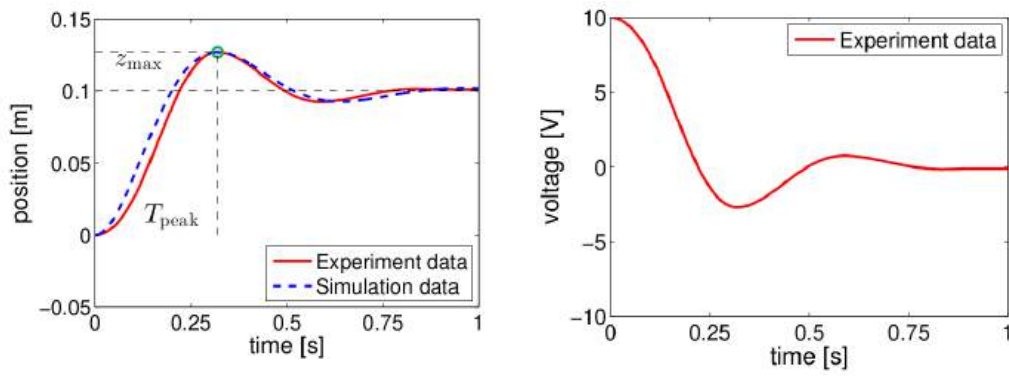 0.15
z_max
0.1
position [m]
0.05
T_peak
0
Experiment data
Simulation data
-0.05
0 0.25 0.5 0.75 1
time [s]
10
Experiment data
5
voltage [V]
0
-5
-10
0 0.25 0.5 0.75 1
time [s]